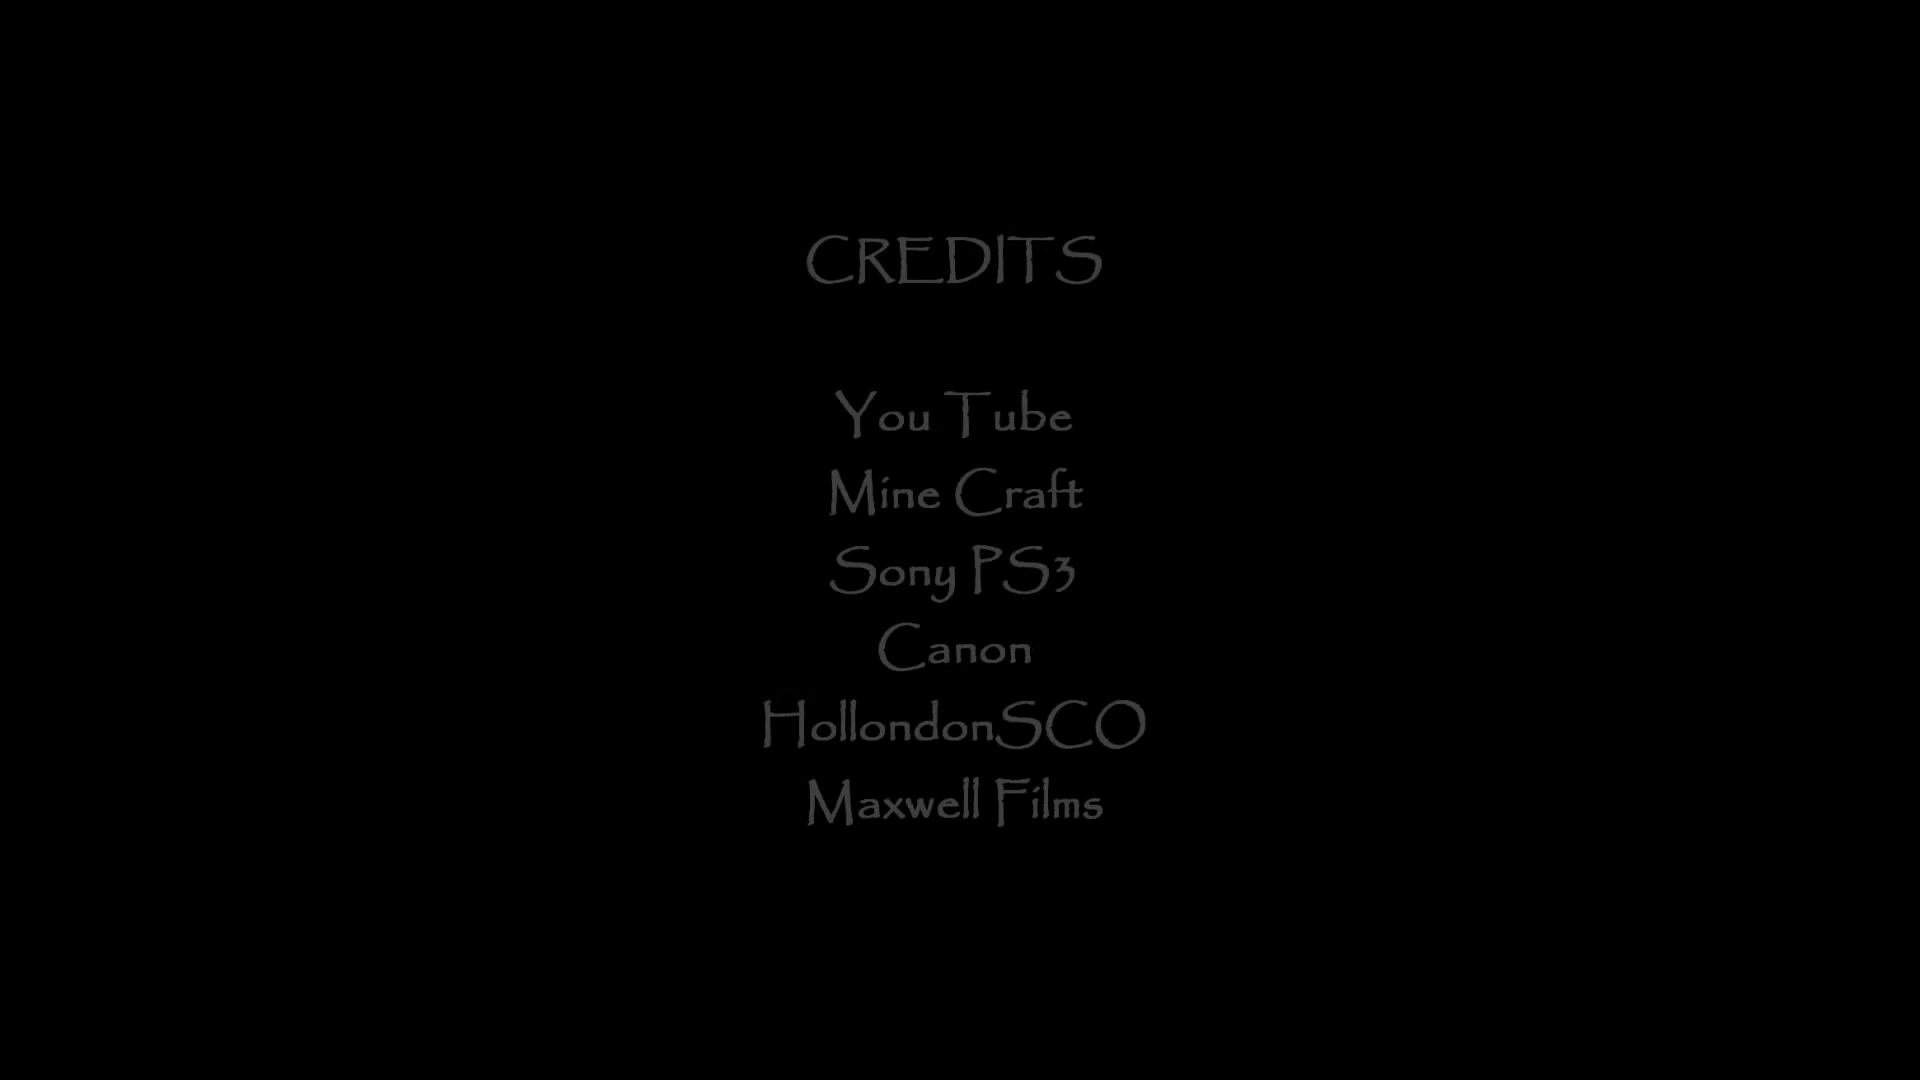 CREDITS
You Tube
Mine Craft
Sony PS3
Canon
HollondonSCO
Maxwell Films